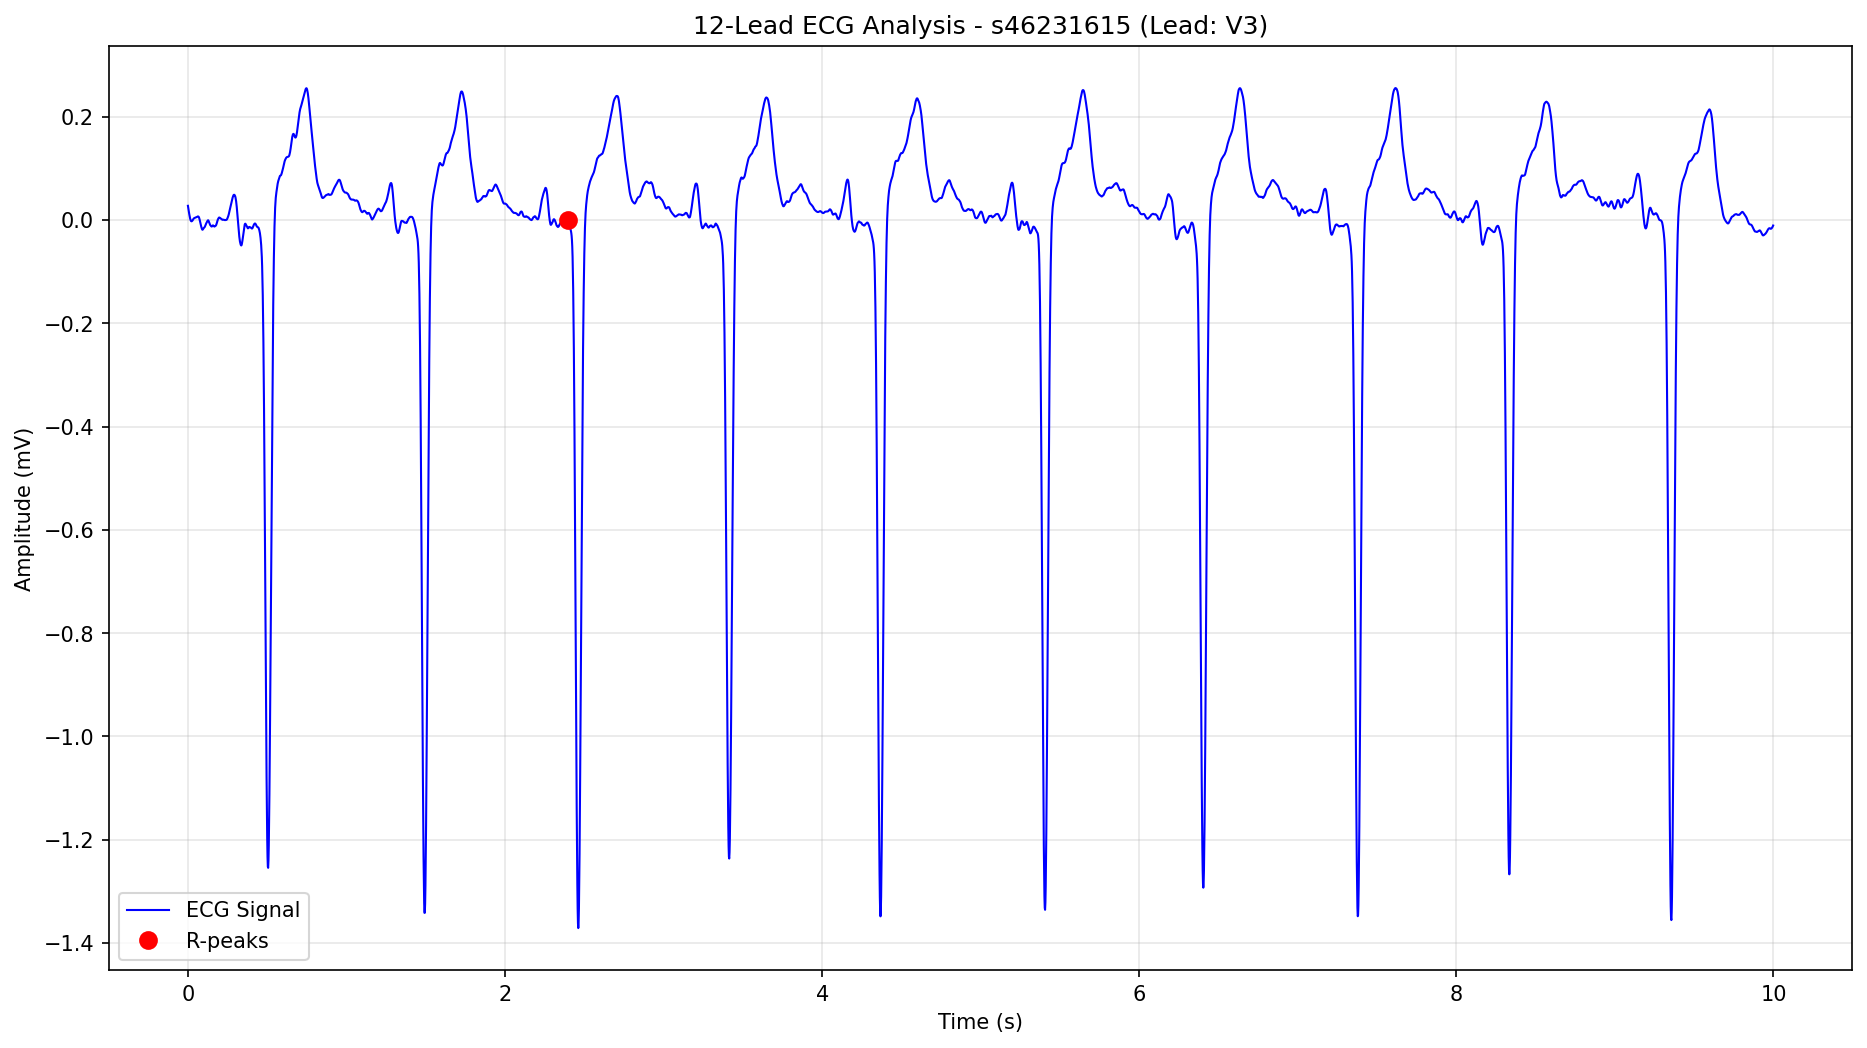 12-Lead ECG Analysis - s46231615 (Lead: V3)
Amplitude (mV)
0.2
0.0
−0.2
−0.4
−0.6
−0.8
−1.0
−1.2
−1.4
ECG Signal
R-peaks
0 2 4 6 8 10
Time (s)